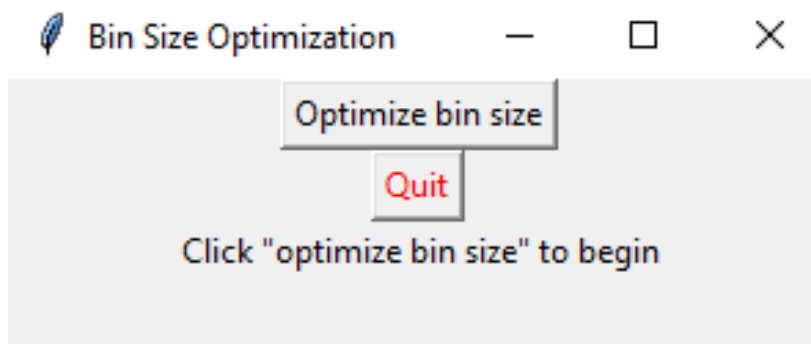 Bin Size Optimization
Optimize bin size
Quit
Click "optimize bin size" to begin